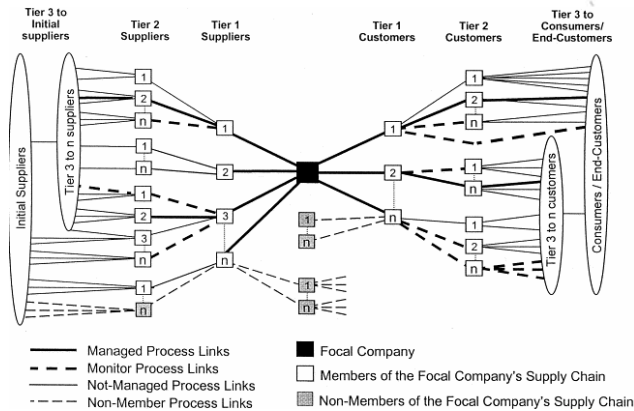 Tier 3 to
Initial
suppliers
Tier 2
Suppliers
Tier 1
Suppliers
Tier 1
Customers
Tier 2
Customers
Tier 3 to
Consumers/
End-Customers
Initial Suppliers
Tier 3 to n suppliers
1
2
n
1
n
1
2
3
n
1
n
1
2
3
n
1
n
1
n
1
2
n
1
2
n
1
n
1
2
n
Tier 3 to n customers
Consumers / End-Customers
Managed Process Links
Monitor Process Links
Not-Managed Process Links
Non-Member Process Links
Focal Company
Members of the Focal Company's Supply Chain
Non-Members of the Focal Company's Supply Chain